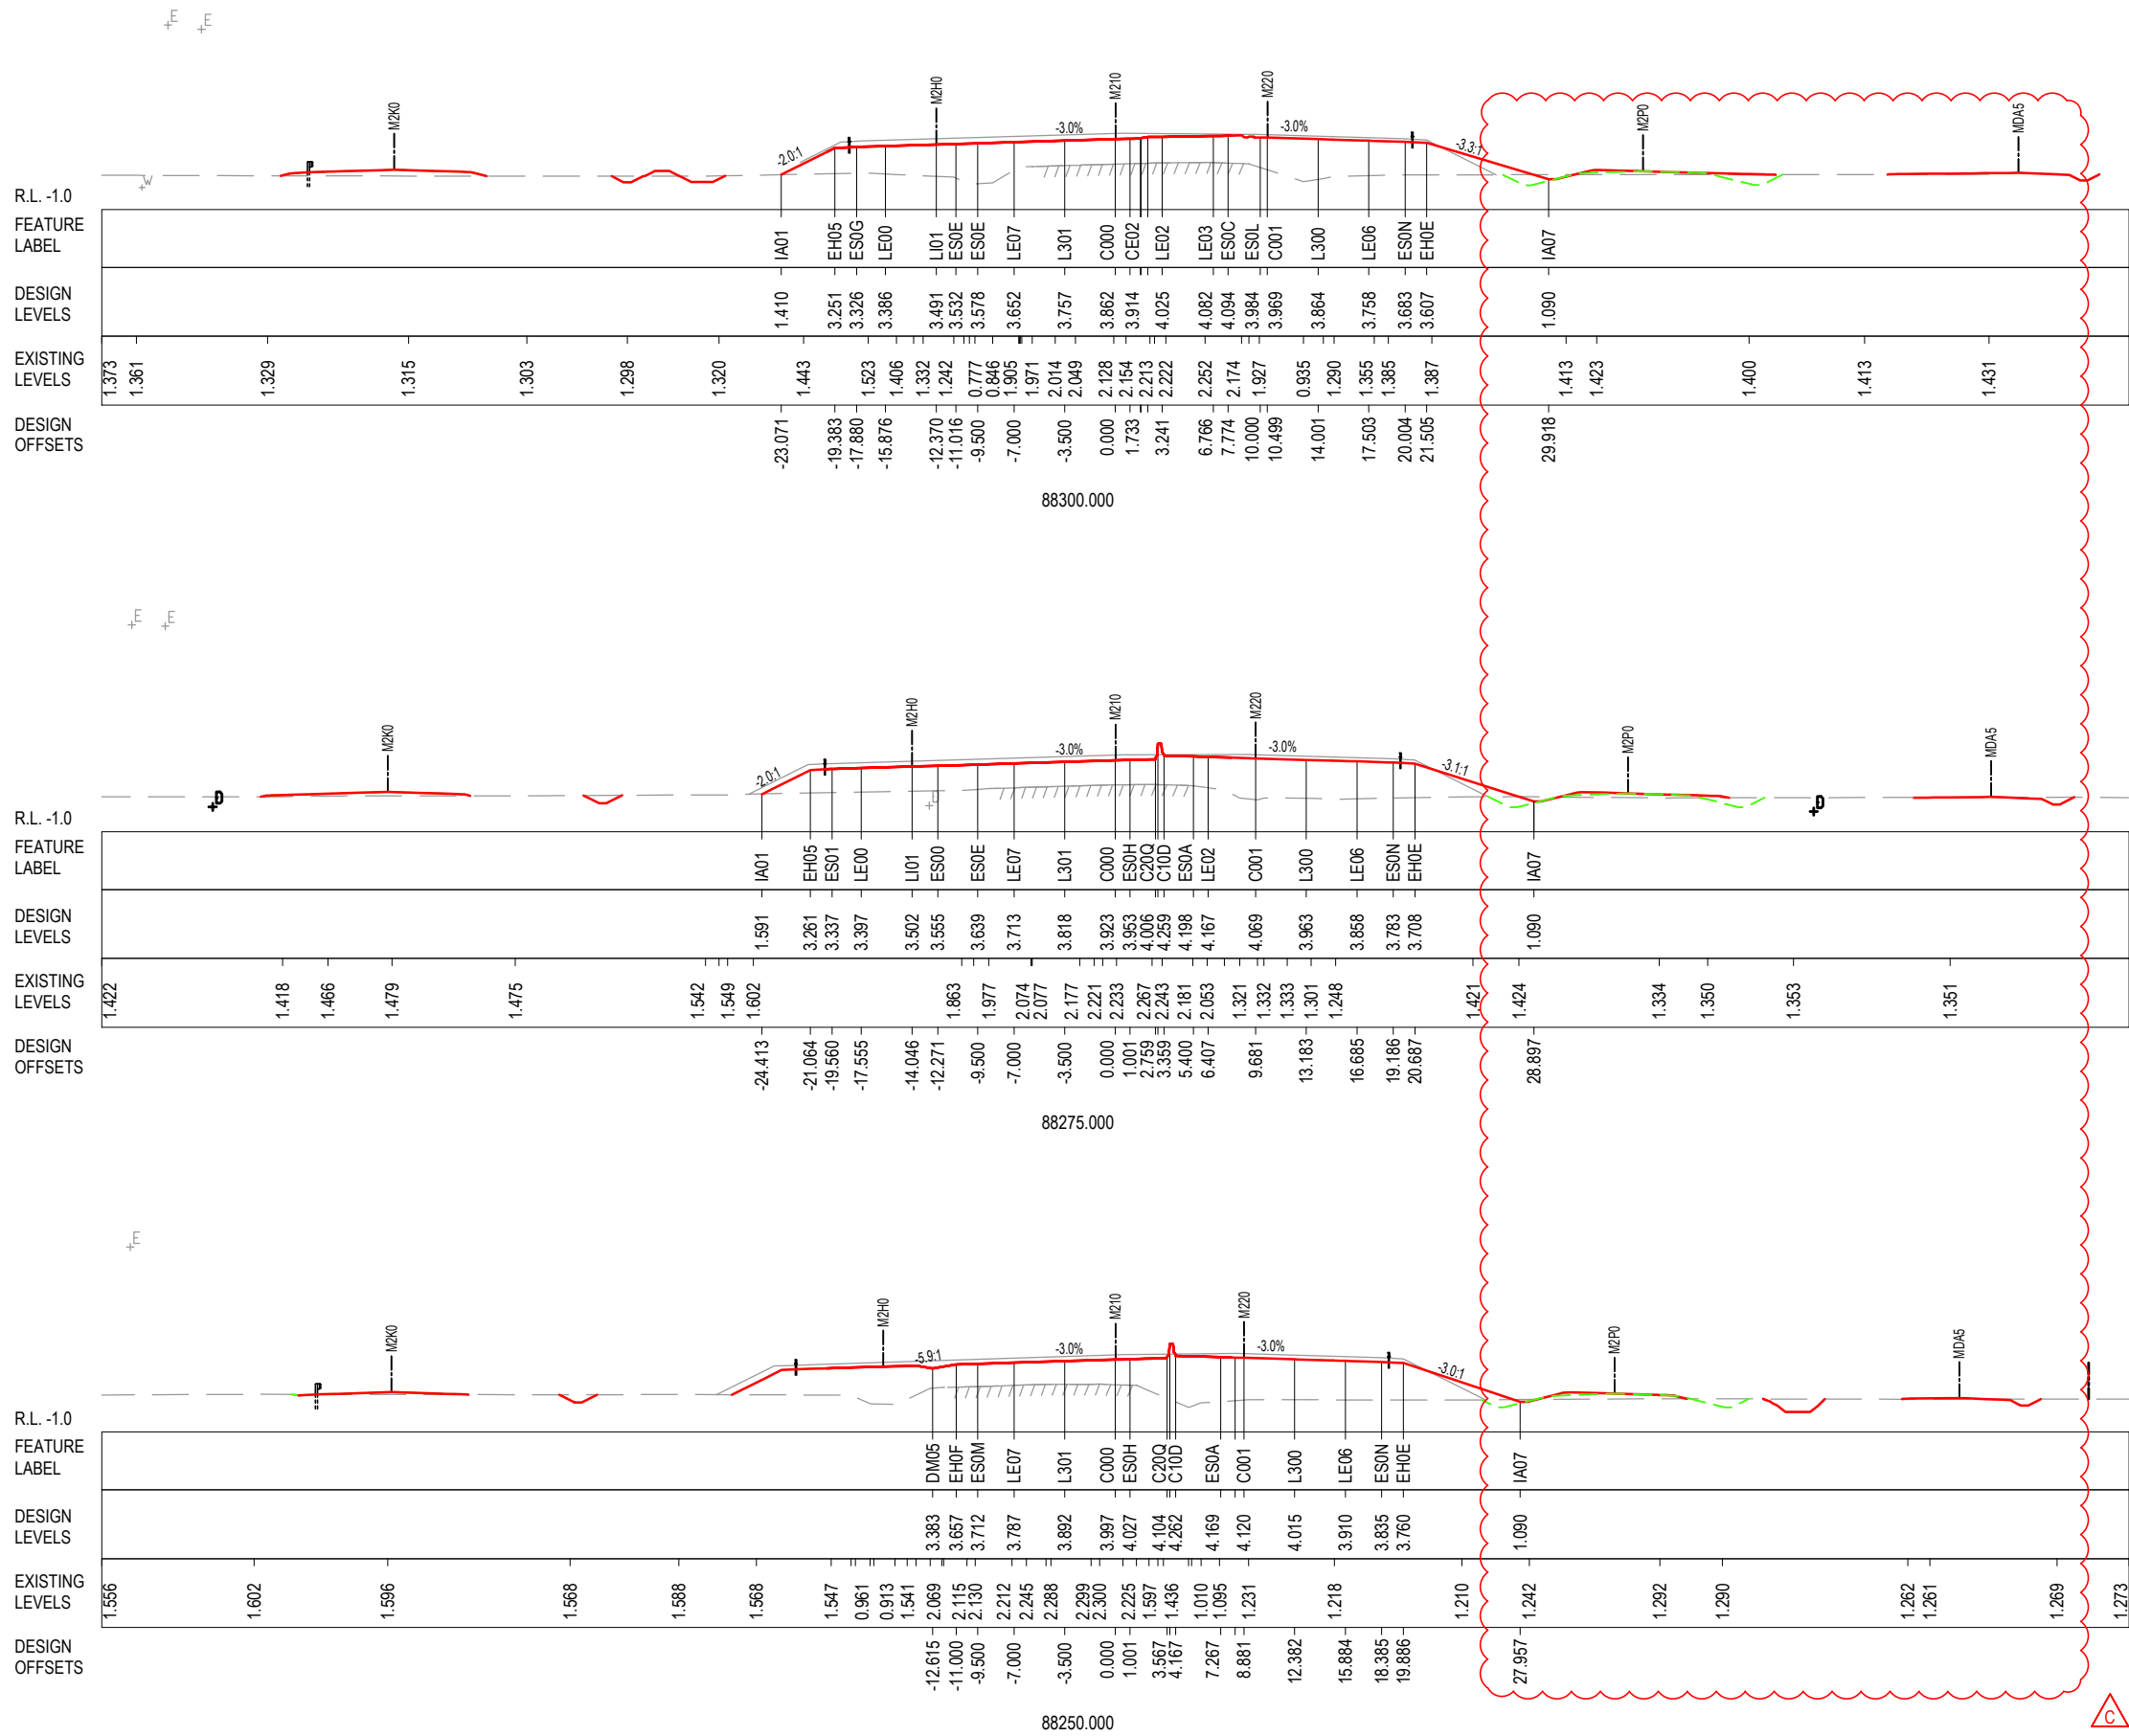 E E
M2K0 M2H0 M210 M220 M2P0 MDA5
-2.0:1 -3.0% -3.0% -3.3:1
P
W
R.L. -1.0
FEATURE LABEL
IA01 EH05 ES0G LE00 LI01 ES0E ES0E LE07 L301 C000 CE02 LE02 LE03 ES0C ES0L C001 L300 LE06 ES0N EH0E IA07
DESIGN LEVELS
1.410 3.251 3.326 3.386 3.491 3.532 3.578 3.652 3.757 3.862 3.914 4.025 4.082 4.094 3.984 3.969 3.864 3.758 3.683 3.607 1.090
EXISTING LEVELS
1.373 1.361 1.329 1.315 1.303 1.298 1.320 1.443 1.523 1.406 1.332 1.242 0.777 0.846 1.905 1.971 2.014 2.049 2.128 2.154 2.213 2.222 2.252 2.174 1.927 0.935 1.290 1.355 1.385 1.387 1.413 1.423 1.400 1.413 1.431
DESIGN OFFSETS
-23.071 -19.383 -17.880 -15.876 -12.370 -11.016 -9.500 -7.000 -3.500 0.000 1.733 3.241 6.766 7.774 10.000 10.499 14.001 17.503 20.004 21.505 29.918
88300.000
E E
M2K0 M2H0 M210 M220 M2P0 MDA5
-2.0:1 -3.0% -3.0% -3.1:1
D D D
R.L. -1.0
FEATURE LABEL
IA01 EH05 ES01 LE00 LI01 ES00 ES0E LE07 L301 C000 ES0H C20Q C10D ES0A LE02 C001 L300 LE06 ES0N EH0E IA07
DESIGN LEVELS
1.591 3.261 3.337 3.397 3.502 3.555 3.639 3.713 3.818 3.923 3.953 4.006 4.259 4.198 4.167 4.069 3.963 3.858 3.783 3.708 1.090
EXISTING LEVELS
1.422 1.418 1.466 1.479 1.475 1.542 1.549 1.602 1.863 1.977 2.074 2.077 2.177 2.221 2.233 2.267 2.243 2.181 2.053 1.321 1.332 1.333 1.301 1.248 1.421 1.424 1.334 1.350 1.353 1.351
DESIGN OFFSETS
-24.413 -21.064 -19.560 -17.555 -14.046 -12.271 -9.500 -7.000 -3.500 0.000 1.001 2.759 3.359 5.400 6.407 9.681 13.183 16.685 19.186 20.687 28.897
88275.000
E
M2K0 M2H0 M210 M220 M2P0 MDA5
-5.9:1 -3.0% -3.0% -3.0:1
P
R.L. -1.0
FEATURE LABEL
DM05 EH0F ES0M LE07 L301 C000 ES0H C20Q C10D ES0A C001 L300 LE06 ES0N EH0E IA07
DESIGN LEVELS
3.383 3.657 3.712 3.787 3.892 3.997 4.027 4.104 4.262 4.169 4.120 4.015 3.910 3.835 3.760 1.090
EXISTING LEVELS
1.556 1.602 1.596 1.568 1.588 1.568 1.547 0.961 0.913 1.541 2.069 2.115 2.130 2.212 2.245 2.288 2.299 2.300 2.225 1.597 1.436 1.010 1.095 1.231 1.218 1.210 1.242 1.292 1.290 1.262 1.261 1.269 1.273
DESIGN OFFSETS
-12.615 -11.000 -9.500 -7.000 -3.500 0.000 1.001 3.567 4.167 7.267 8.881 12.382 15.884 18.385 19.886 27.957
88250.000
C